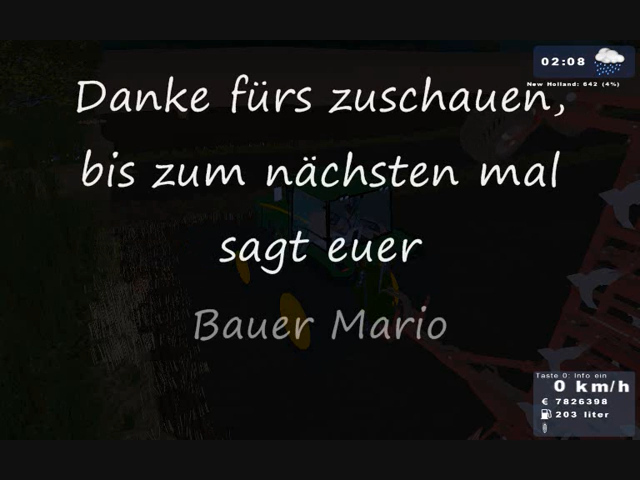 02:08
New Holland: 642 (4%)
Danke fürs zuschauen,
bis zum nächsten mal
sagt euer
Bauer Mario
Taste 0: Info ein
0 km/h
€ 7826398
203 liter